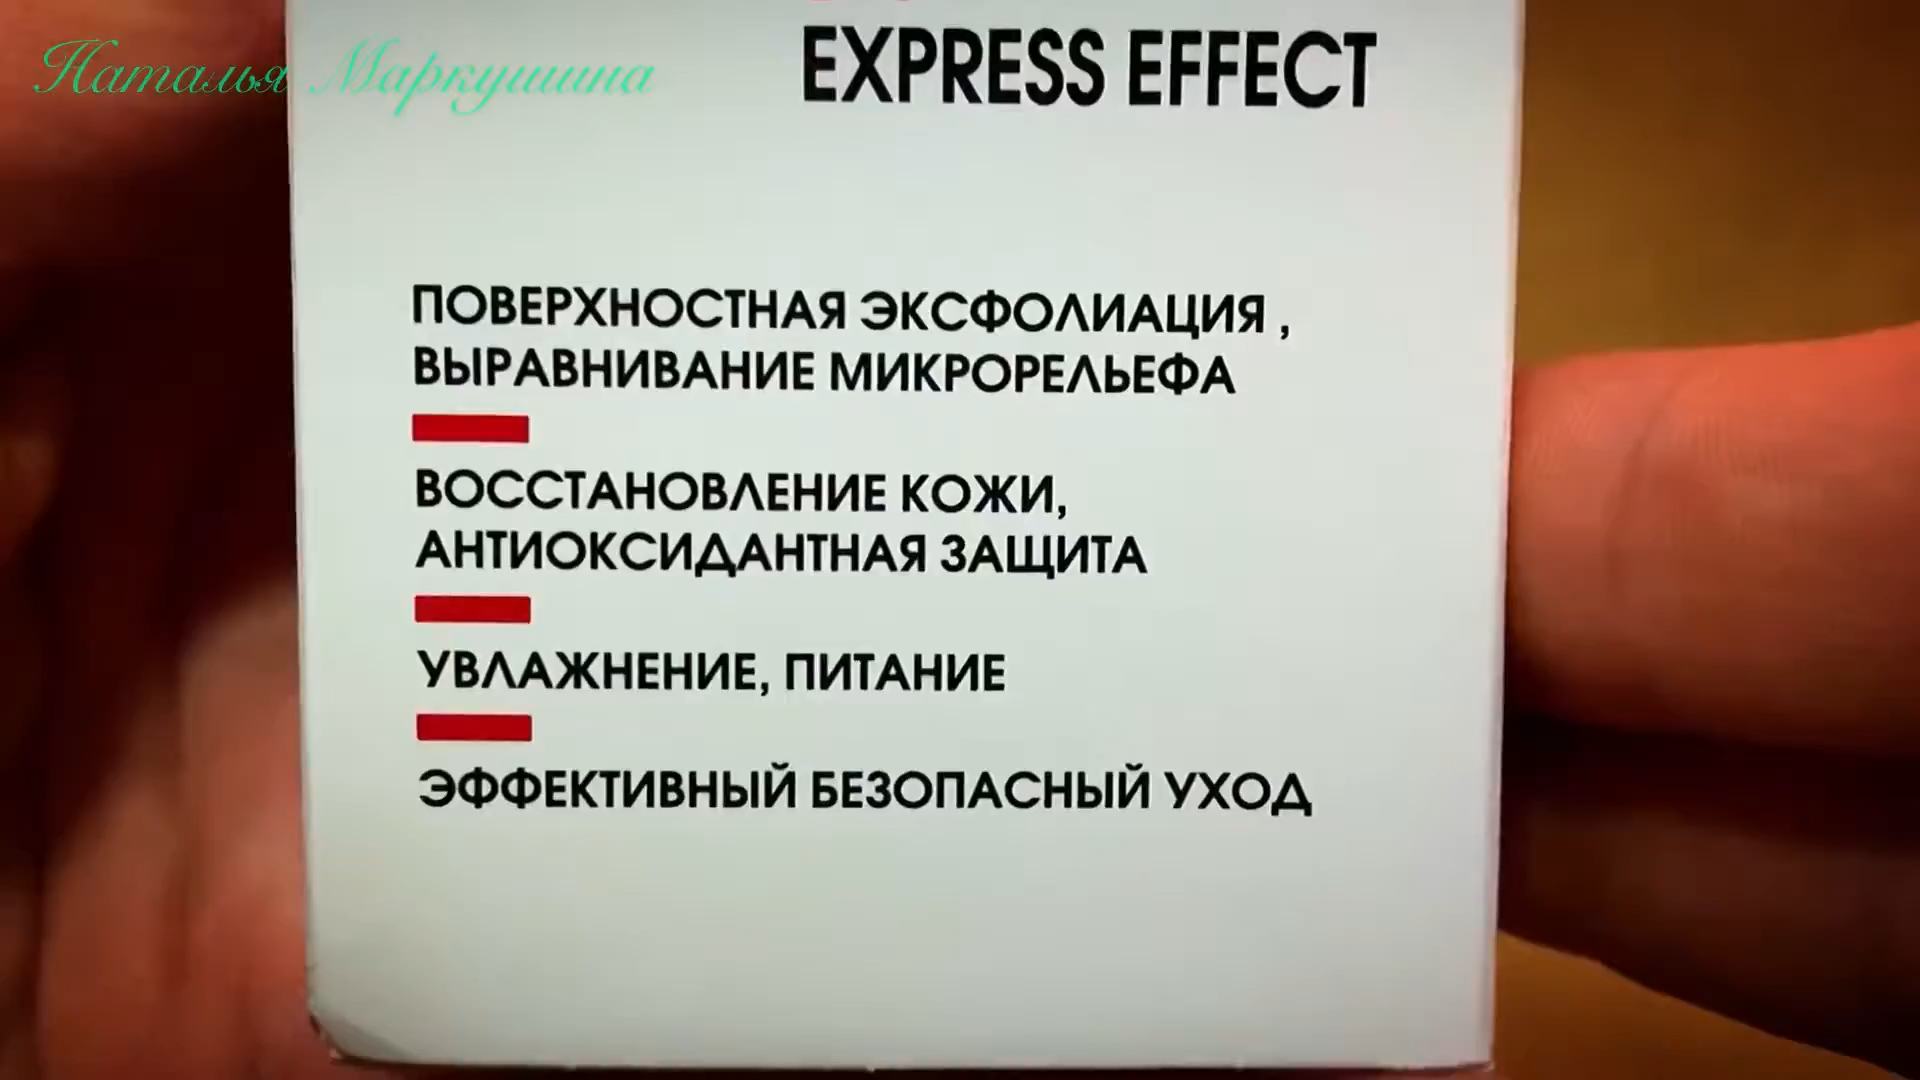 Наталья Маркушина
EXPRESS EFFECT
ПОВЕРХНОСТНАЯ ЭКСФОЛИАЦИЯ ,
ВЫРАВНИВАНИЕ МИКРОРЕЛЬЕФА
ВОССТАНОВЛЕНИЕ КОЖИ,
АНТИОКСИДАНТНАЯ ЗАЩИТА
УВЛАЖНЕНИЕ, ПИТАНИЕ
ЭФФЕКТИВНЫЙ БЕЗОПАСНЫЙ УХОД